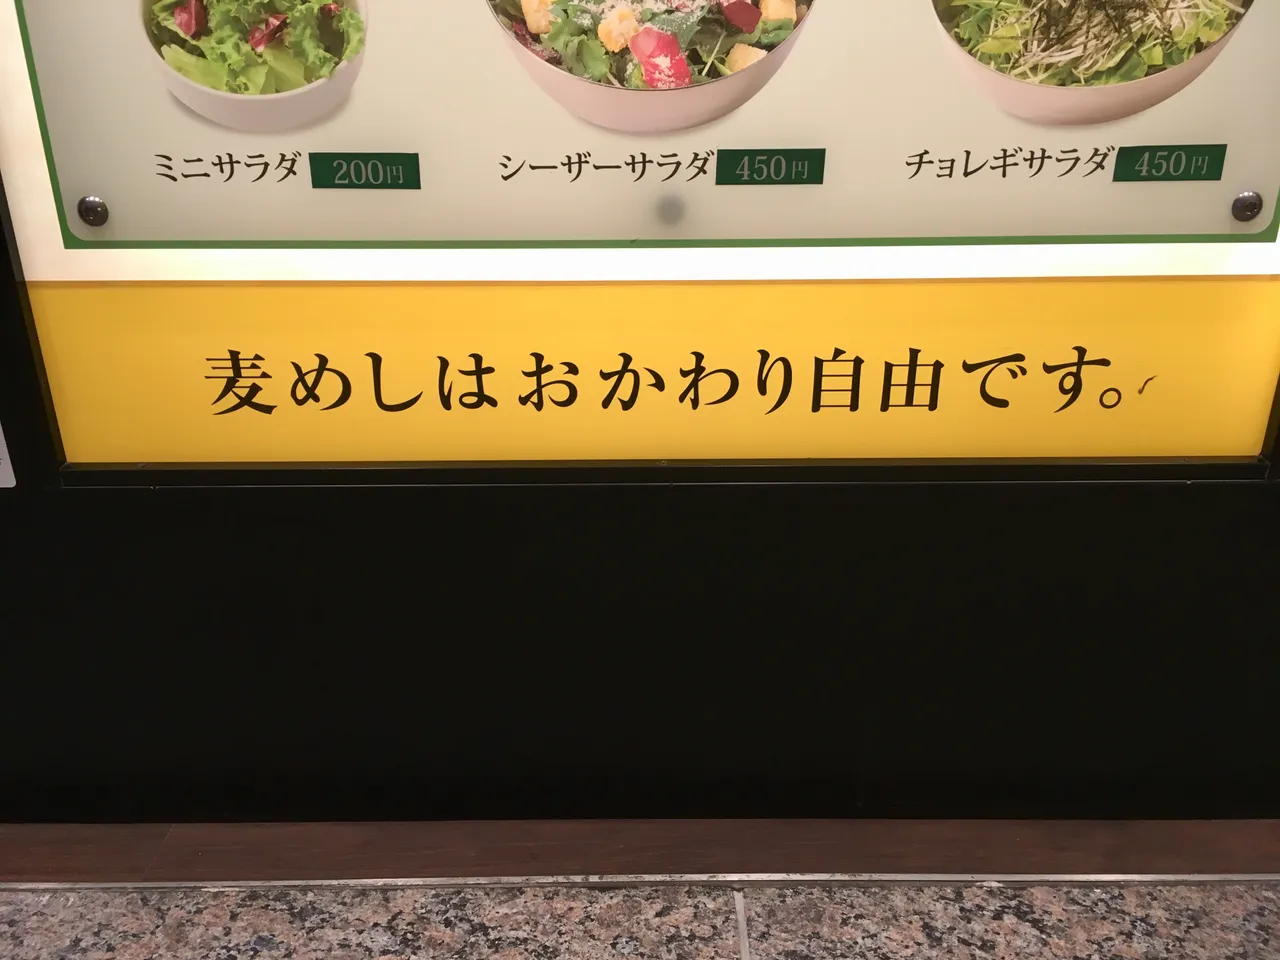 ミニサラダ 200円
シーザーサラダ 450円
チョレギサラダ 450円
麦めしはおかわり自由です。